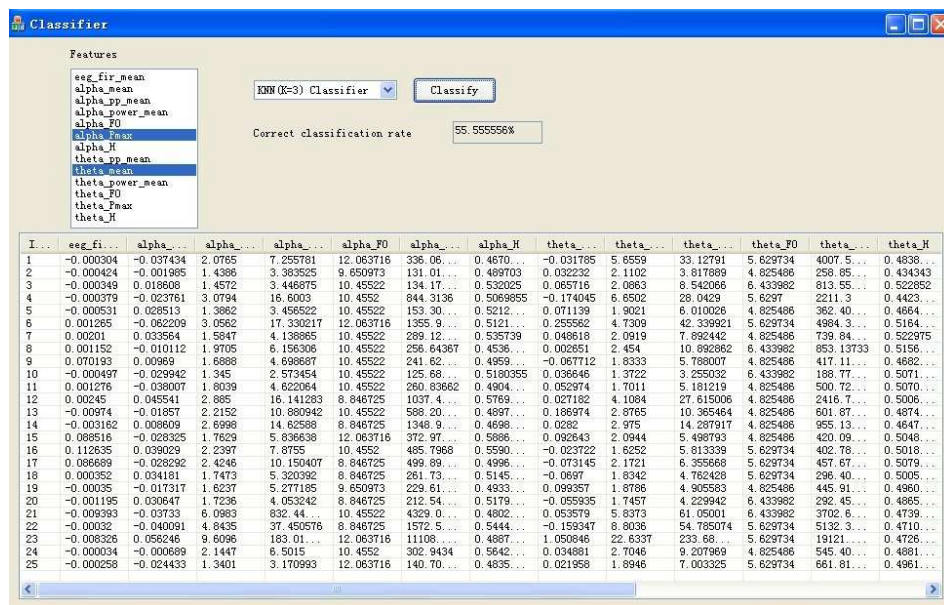 Classifier
Features
eeg_fir_mean
alpha_mean
alpha_pp_mean
alpha_power_mean
alpha_F0
alpha_Pmax
alpha_H
theta_pp_mean
theta_mean
theta_power_mean
theta_F0
theta_Pmax
theta_H
KNN(K=3) Classifier
Classify
Correct classification rate 55.555556%
I... eeg_fi... alpha_... alpha_... alpha_... alpha_F0 alpha_... alpha_H theta_... theta_... theta_... theta_F0 theta_... theta_H
1 -0.000304 -0.037434 2.0765 7.255781 12.063716 336.06... 0.4670... -0.031785 5.6559 33.12791 5.629734 4007.5... 0.4838...
2 -0.000424 -0.001985 1.4386 3.383525 9.650973 131.01... 0.489703 0.032232 2.1102 3.817889 4.825486 258.85... 0.434343
3 -0.000349 0.018608 1.4572 3.446875 10.45522 134.17... 0.532025 0.065716 2.0863 8.542066 6.433982 813.55... 0.522852
4 -0.000379 -0.023761 3.0794 16.6003 10.4552 844.3136 0.5069855 -0.174045 6.6502 28.0429 5.6297 2211.3 0.4423...
5 -0.000531 0.028513 1.3862 3.456522 10.45522 153.30... 0.5212... 0.071139 1.9021 6.010026 4.825486 362.40... 0.4664...
6 0.001265 -0.062209 3.0562 17.330217 12.063716 1355.9... 0.5121... 0.255562 4.7309 42.339921 5.629734 4984.3... 0.5164...
7 0.00201 0.033564 1.5847 4.138865 10.45522 289.12... 0.535739 0.048618 2.0919 7.892442 4.825486 739.84... 0.522975
8 0.001152 -0.010112 1.9705 6.156306 10.45522 256.64367 0.4536... 0.002651 2.454 10.892862 6.433982 853.13733 0.5156...
9 0.070193 0.00969 1.6888 4.698687 10.45522 241.62... 0.4959... -0.067712 1.8333 5.788007 4.825486 417.11... 0.4682...
10 -0.000497 -0.029942 1.345 2.573454 10.45522 125.68... 0.5180355 0.036646 1.3722 3.255032 6.433982 188.77... 0.5071...
11 0.001276 -0.038007 1.8039 4.622064 10.45522 260.83662 0.4904... 0.052974 1.7011 5.181219 4.825486 500.72... 0.5070...
12 0.00245 0.045541 2.885 16.141283 8.846725 1037.4... 0.5769... 0.027182 4.1084 27.615006 4.825486 2416.7... 0.5006...
13 -0.00974 -0.01857 2.2152 10.880942 10.45522 588.20... 0.4897... 0.186974 2.8765 10.365464 4.825486 601.87... 0.4874...
14 -0.003162 0.008609 2.6998 14.62588 8.846725 1348.9... 0.4698... 0.0282 2.975 14.287917 4.825486 955.13... 0.4647...
15 0.088516 -0.028325 1.7629 5.836638 12.063716 372.97... 0.5886... 0.092643 2.0944 5.498793 4.825486 420.09... 0.5048...
16 0.112635 0.039029 2.2397 7.8755 10.4552 485.7968 0.5590... -0.023722 1.6252 5.813339 5.629734 402.78... 0.5018...
17 0.086689 -0.028292 2.4246 10.150407 8.846725 499.89... 0.4996... -0.073145 2.1721 6.355668 5.629734 457.67... 0.5079...
18 0.000352 0.034181 1.7473 5.320392 8.846725 261.73... 0.5145... -0.0697 1.8342 4.762428 5.629734 296.40... 0.5005...
19 -0.00035 -0.017317 1.6237 5.277185 9.650973 229.61... 0.4933... 0.099357 1.8786 4.905583 4.825486 445.91... 0.4960...
20 -0.001195 0.030647 1.7236 4.053242 8.846725 212.54... 0.5179... -0.055935 1.7457 4.229942 6.433982 292.45... 0.4865...
21 -0.009393 -0.03733 6.0983 832.44... 10.45522 4329.0... 0.4802... 0.053579 5.8373 61.05001 6.433982 3702.6... 0.4739...
22 -0.00032 -0.040091 4.8435 37.450576 8.846725 1572.5... 0.5444... -0.159347 8.8036 54.785074 5.629734 5132.3... 0.4710...
23 -0.008326 0.056246 9.6096 183.01... 12.063716 11108.... 0.4887... 1.050846 22.6337 233.68... 5.629734 19121.... 0.4726...
24 -0.000034 -0.000689 2.1447 6.5015 10.4552 302.9434 0.5642... 0.034881 2.7046 9.207969 4.825486 545.40... 0.4881...
25 -0.000258 -0.024433 1.3401 3.170993 12.063716 140.70... 0.4835... 0.021958 1.8946 7.003325 5.629734 661.81... 0.4961...